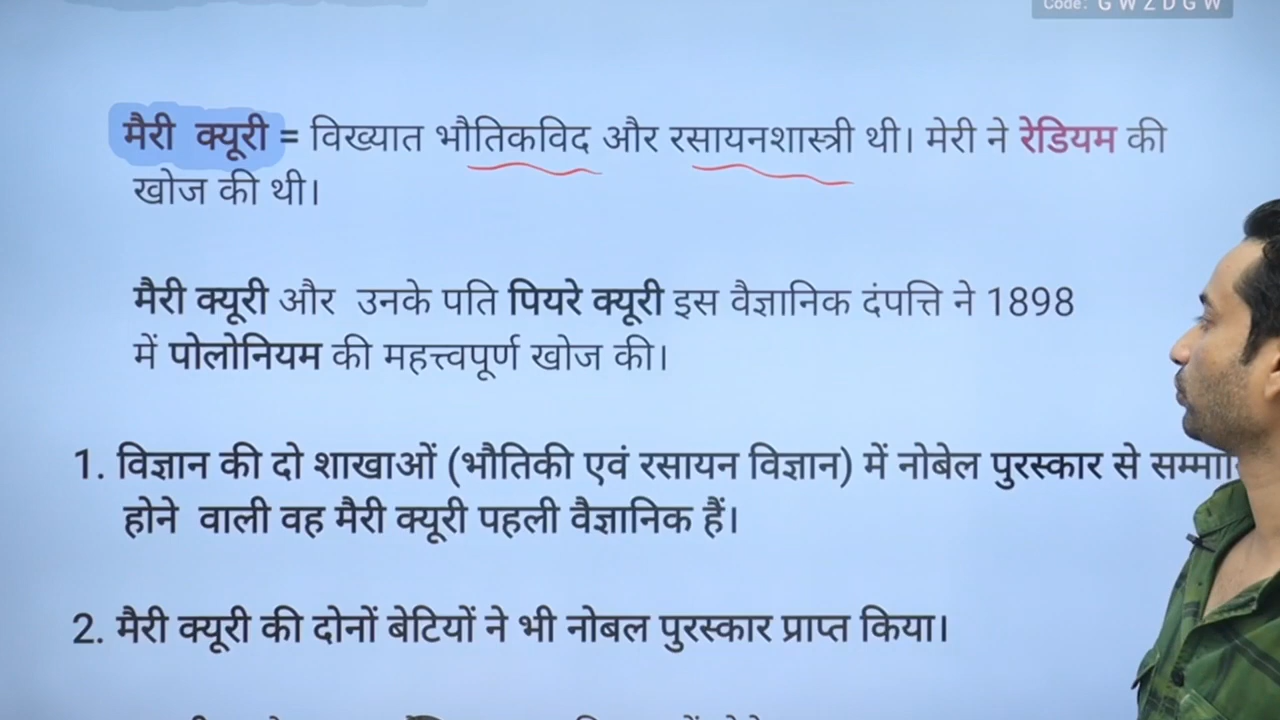 Code: G W Z D G W
मैरी क्यूरी = विख्यात भौतिकविद और रसायनशास्त्री थी। मेरी ने रेडियम की
खोज की थी।
मैरी क्यूरी और उनके पति पियरे क्यूरी इस वैज्ञानिक दंपत्ति ने 1898
में पोलोनियम की महत्त्वपूर्ण खोज की।
1. विज्ञान की दो शाखाओं (भौतिकी एवं रसायन विज्ञान) में नोबेल पुरस्कार से
होने वाली वह मैरी क्यूरी पहली वैज्ञानिक हैं।
2. मैरी क्यूरी की दोनों बेटियों ने भी नोबल पुरस्कार प्राप्त किया।